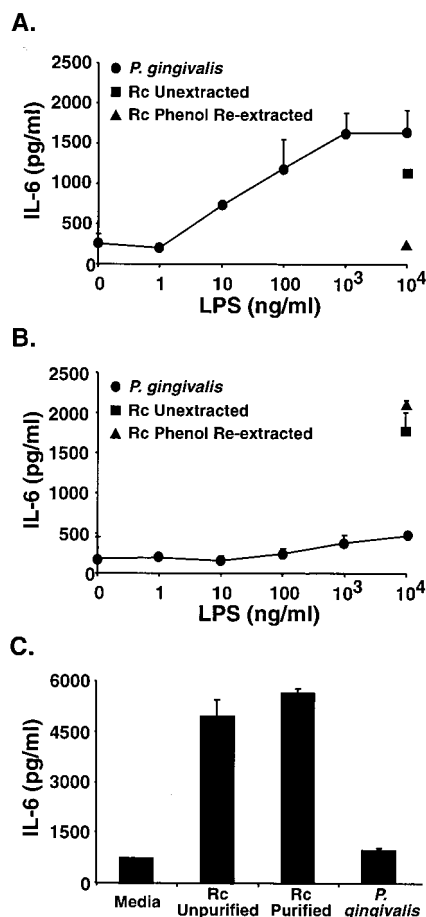 A.
2500
2000
1500
1000
500
0
IL-6 (pg/ml)
● P. gingivalis
■ Rc Unextracted
▲ Rc Phenol Re-extracted
0 1 10 100 10³ 10⁴
LPS (ng/ml)
B.
2500
2000
1500
1000
500
0
IL-6 (pg/ml)
● P. gingivalis
■ Rc Unextracted
▲ Rc Phenol Re-extracted
0 1 10 100 10³ 10⁴
LPS (ng/ml)
C.
6000
4500
3000
1500
0
IL-6 (pg/ml)
Media
Rc
Unpurified
Rc
Purified
P.
gingivalis